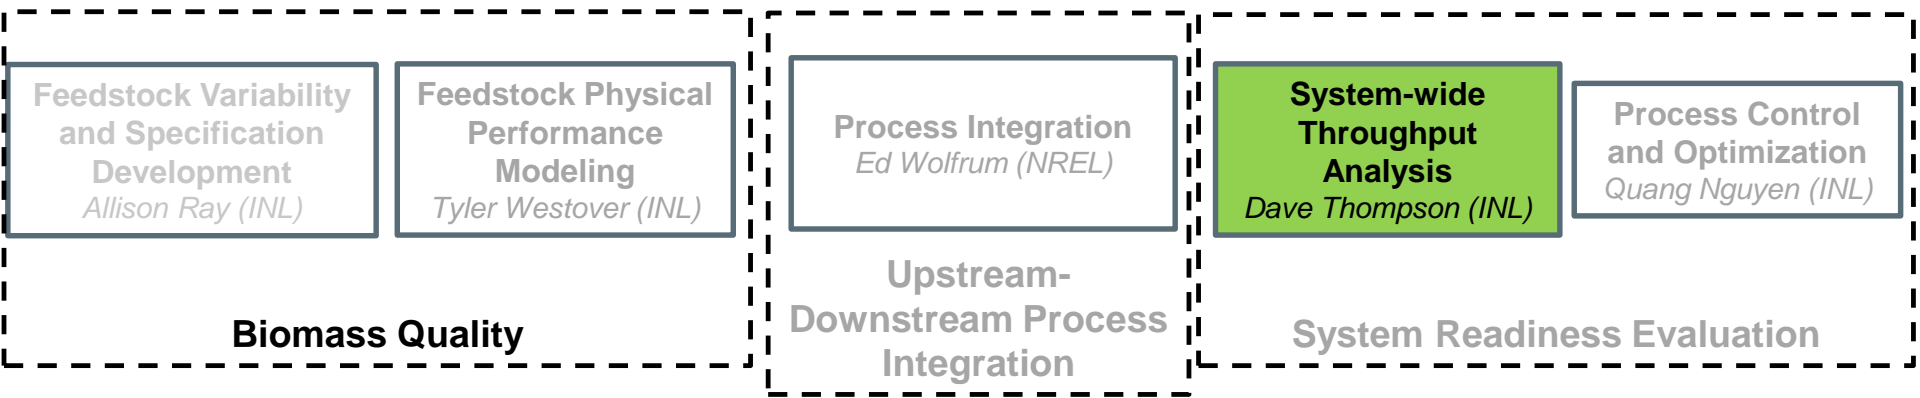 Feedstock Variability
and Specification
Development
Allison Ray (INL)
Feedstock Physical
Performance
Modeling
Tyler Westover (INL)
Biomass Quality
Process Integration
Ed Wolfrum (NREL)
Upstream-
Downstream Process
Integration
System-wide
Throughput
Analysis
Dave Thompson (INL)
Process Control
and Optimization
Quang Nguyen (INL)
System Readiness Evaluation